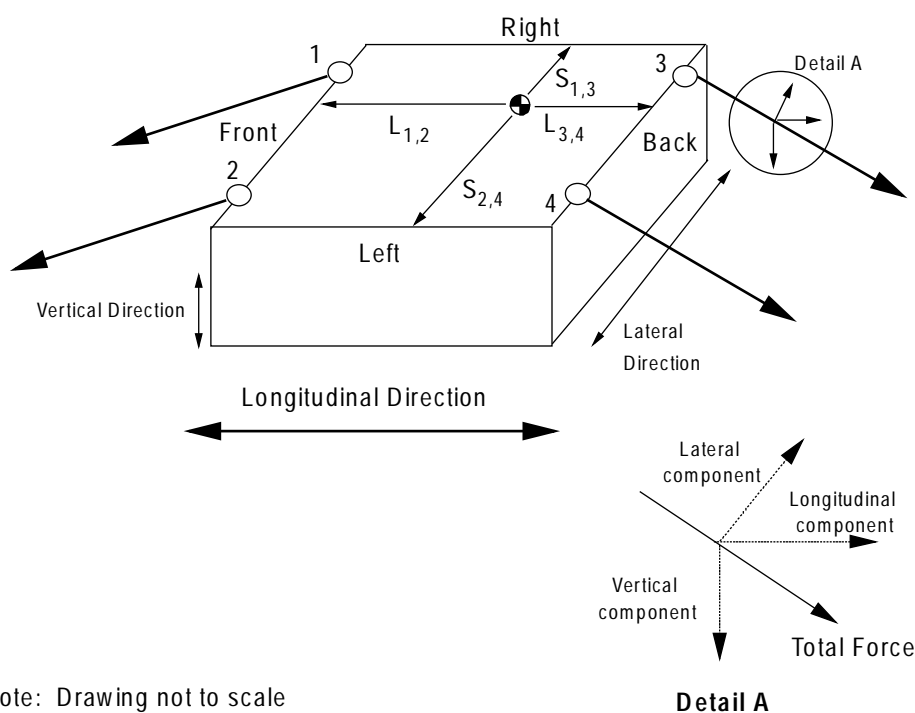 Right
1
3
Detail A
S1,3
L1,2
L3,4
Front
Back
2
S2,4
4
Left
Vertical Direction
Lateral
Direction
Longitudinal Direction
Lateral
component
Longitudinal
component
Vertical
component
Total Force
ote: Drawing not to scale
Detail A